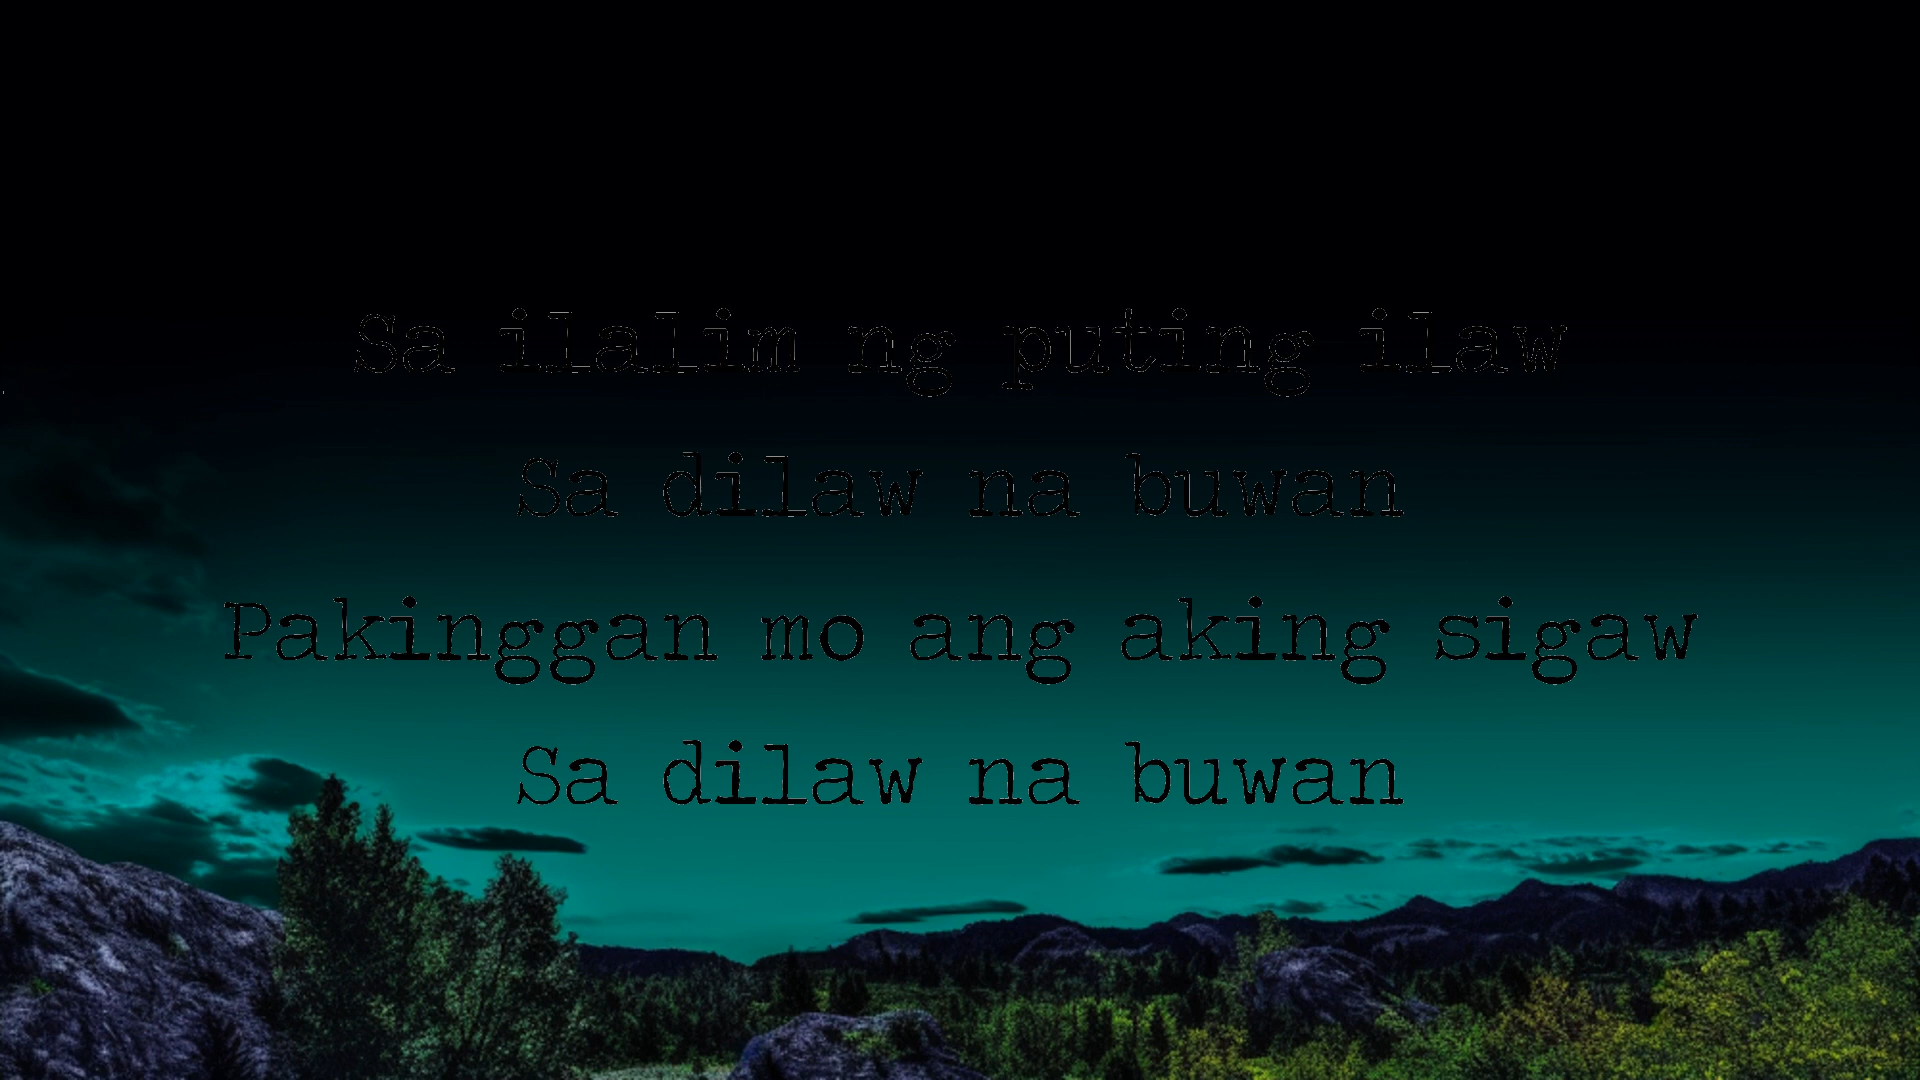 Sa ilalim ng puting ilaw
Sa dilaw na buwan
Pakinggan mo ang aking sigaw
Sa dilaw na buwan